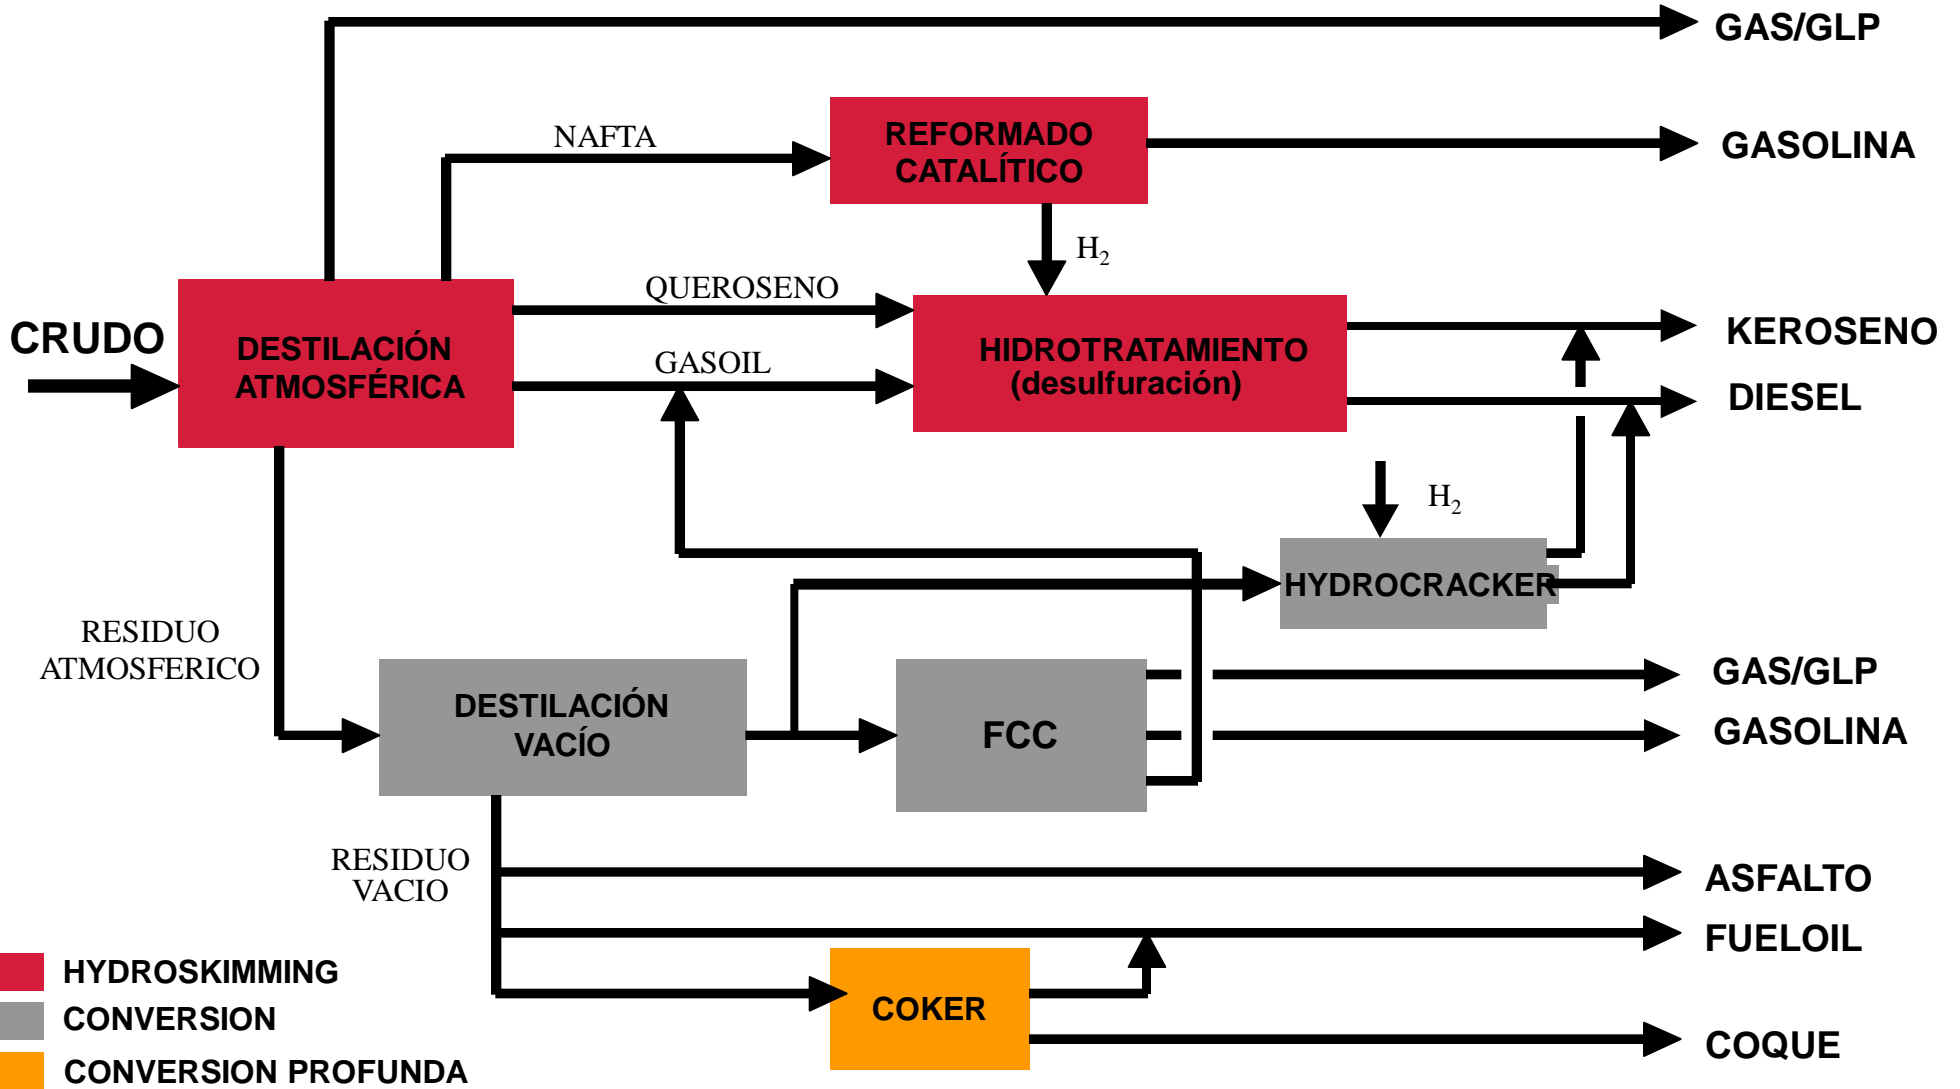 GAS/GLP
NAFTA
REFORMADO
CATALÍTICO
GASOLINA
H₂
QUEROSENO
CRUDO
DESTILACIÓN
ATMOSFÉRICA
GASOIL
HIDROTRATAMIENTO
(desulfuración)
KEROSENO
DIESEL
H₂
HYDROCRACKER
RESIDUO
ATMOSFERICO
DESTILACIÓN
VACÍO
FCC
GAS/GLP
GASOLINA
RESIDUO
VACIO
ASFALTO
FUELOIL
COKER
COQUE
HYDROSKIMMING
CONVERSION
CONVERSION PROFUNDA